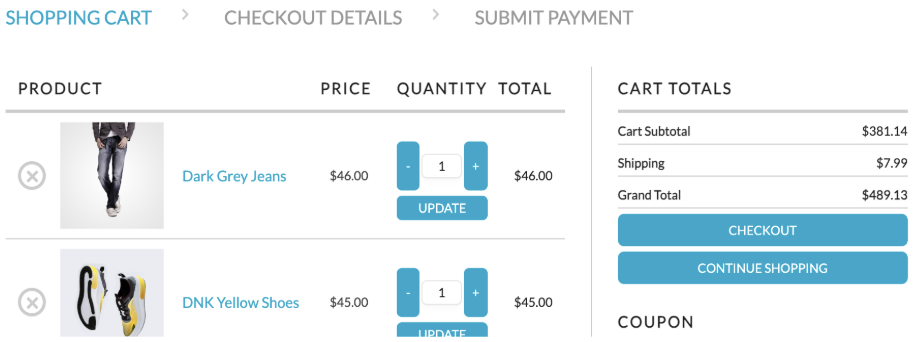 SHOPPING CART > CHECKOUT DETAILS > SUBMIT PAYMENT
PRODUCT PRICE QUANTITY TOTAL
Dark Grey Jeans $46.00 - 1 + $46.00
UPDATE
DNK Yellow Shoes $45.00 - 1 + $45.00
UPDATE
CART TOTALS
Cart Subtotal $381.14
Shipping $7.99
Grand Total $489.13
CHECKOUT
CONTINUE SHOPPING
COUPON